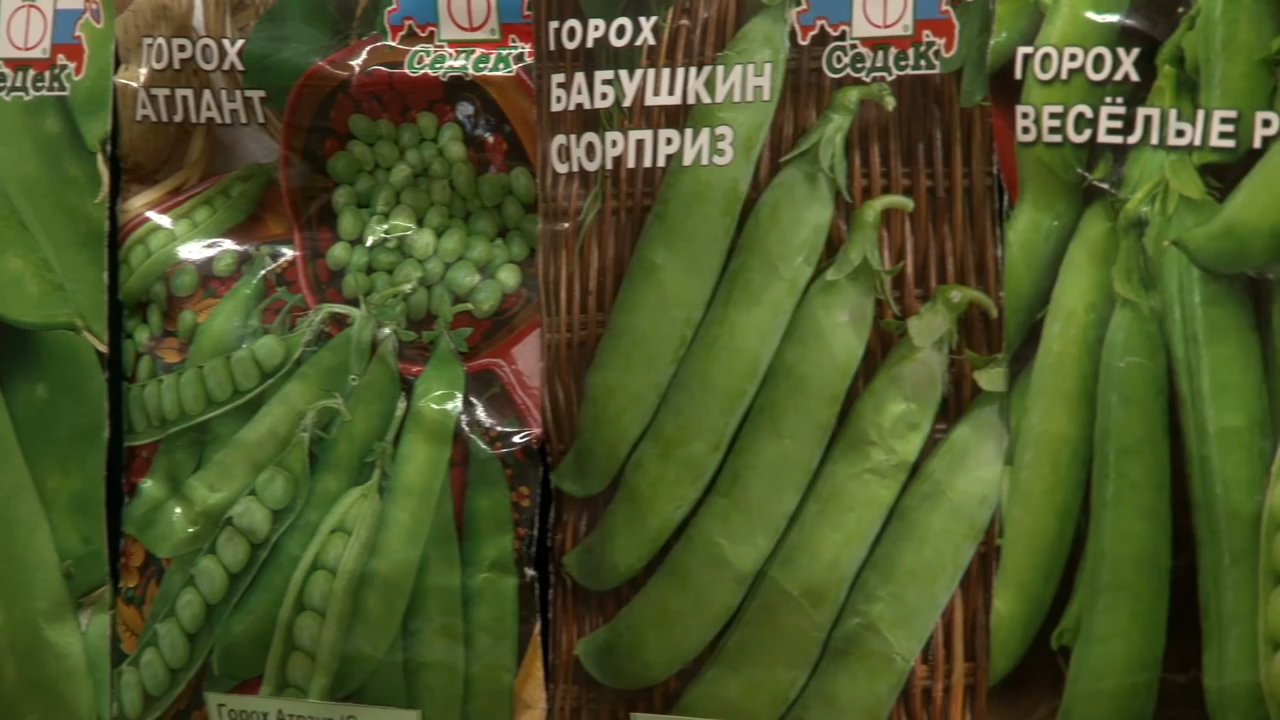 СеДеК
ГОРОХ
АТЛАНТ
СеДеК
ГОРОХ
БАБУШКИН
СЮРПРИЗ
СеДеК
ГОРОХ
ВЕСЁЛЫЕ Р
Горох Атлант